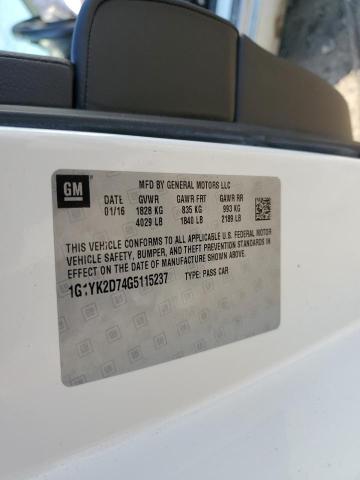 GM
MFD BY GENERAL MOTORS LLC
DATE GVWR GAWR FRT GAWR RR
01/16 1828 KG 835 KG 993 KG
4029 LB 1840 LB 2189 LB
THIS VEHICLE CONFORMS TO ALL APPLICABLE U.S. FEDERAL MOTOR
VEHICLE SAFETY, BUMPER, AND THEFT PREVENTION STANDARDS IN
EFFECT ON THE DATE OF MANUFACTURE SHOWN ABOVE.
1G1YK2D74G5115237 TYPE: PASS CAR